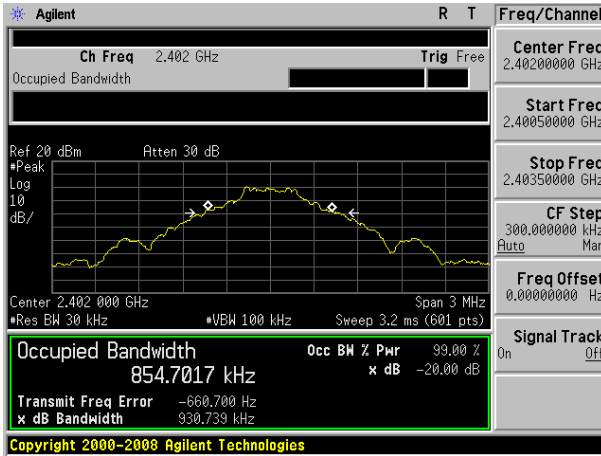 Agilent R T
Freq/Channel
Ch Freq 2.402 GHz Trig Free
Occupied Bandwidth
Center Freq
2.40200000 GHz
Start Freq
2.40050000 GHz
Stop Freq
2.40350000 GHz
CF Step
300.000000 kHz
Auto Man
Freq Offset
0.00000000 Hz
Signal Track
On Off
Ref 20 dBm Atten 30 dB
#Peak
Log
10
dB/
Center 2.402 000 GHz Span 3 MHz
#Res BW 30 kHz #VBW 100 kHz Sweep 3.2 ms (601 pts)
Occupied Bandwidth Occ BW % Pwr 99.00 %
854.7017 kHz x dB -20.00 dB
Transmit Freq Error -660.700 Hz
x dB Bandwidth 930.739 kHz
Copyright 2000-2008 Agilent Technologies